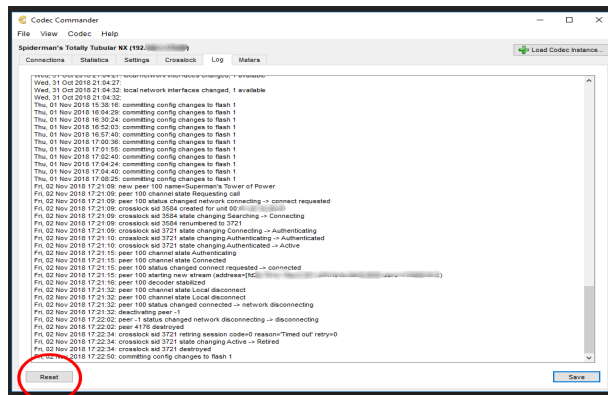 Codec Commander
File View Codec Help
Spiderman's Totally Tubular NX (192.
Load Codec Instance...
Connections Statistics Settings Crosslock Log Meters
Wed, 31 Oct 2018 21:04:27: local network interfaces changed, 1 available
Wed, 31 Oct 2018 21:04:27:
Wed, 31 Oct 2018 21:04:32: local network interfaces changed, 1 available
Wed, 31 Oct 2018 21:04:32:
Thu, 01 Nov 2018 15:38:16: committing config changes to flash 1
Thu, 01 Nov 2018 16:04:29: committing config changes to flash 1
Thu, 01 Nov 2018 16:30:24: committing config changes to flash 1
Thu, 01 Nov 2018 16:52:03: committing config changes to flash 1
Thu, 01 Nov 2018 16:57:40: committing config changes to flash 1
Thu, 01 Nov 2018 17:00:36: committing config changes to flash 1
Thu, 01 Nov 2018 17:01:55: committing config changes to flash 1
Thu, 01 Nov 2018 17:02:40: committing config changes to flash 1
Thu, 01 Nov 2018 17:04:24: committing config changes to flash 1
Thu, 01 Nov 2018 17:04:40: committing config changes to flash 1
Thu, 01 Nov 2018 17:08:25: committing config changes to flash 1
Fri, 02 Nov 2018 17:21:09: new peer 100 name=Superman's Tower of Power
Fri, 02 Nov 2018 17:21:09: peer 100 channel state Requesting call
Fri, 02 Nov 2018 17:21:09: peer 100 status changed network connecting -> connect requested
Fri, 02 Nov 2018 17:21:09: crosslock sid 3584 created for unit 00:
Fri, 02 Nov 2018 17:21:09: crosslock sid 3584 state changing Searching -> Connecting
Fri, 02 Nov 2018 17:21:09: crosslock sid 3584 renumbered to 3721
Fri, 02 Nov 2018 17:21:09: crosslock sid 3721 state changing Connecting -> Authenticating
Fri, 02 Nov 2018 17:21:10: crosslock sid 3721 state changing Authenticating -> Authenticated
Fri, 02 Nov 2018 17:21:10: crosslock sid 3721 state changing Authenticated -> Active
Fri, 02 Nov 2018 17:21:15: peer 100 channel state Authenticating
Fri, 02 Nov 2018 17:21:15: peer 100 channel state Connected
Fri, 02 Nov 2018 17:21:15: peer 100 status changed connect requested -> connected
Fri, 02 Nov 2018 17:21:15: peer 100 starting new stream (address=
Fri, 02 Nov 2018 17:21:16: peer 100 decoder stabilized
Fri, 02 Nov 2018 17:21:32: peer 100 channel state Local disconnect
Fri, 02 Nov 2018 17:21:32: peer 100 channel state Local disconnect
Fri, 02 Nov 2018 17:21:32: peer 100 status changed connected -> network disconnecting
Fri, 02 Nov 2018 17:21:32: deactivating peer -1
Fri, 02 Nov 2018 17:22:02: peer -1 status changed network disconnecting -> disconnecting
Fri, 02 Nov 2018 17:22:02: peer 4176 destroyed
Fri, 02 Nov 2018 17:22:34: crosslock sid 3721 retiring session code=0 reason='Timed out' retry=0
Fri, 02 Nov 2018 17:22:34: crosslock sid 3721 state changing Active -> Retired
Fri, 02 Nov 2018 17:22:34: crosslock sid 3721 destroyed
Fri, 02 Nov 2018 17:22:50: committing config changes to flash 1
Reset Save